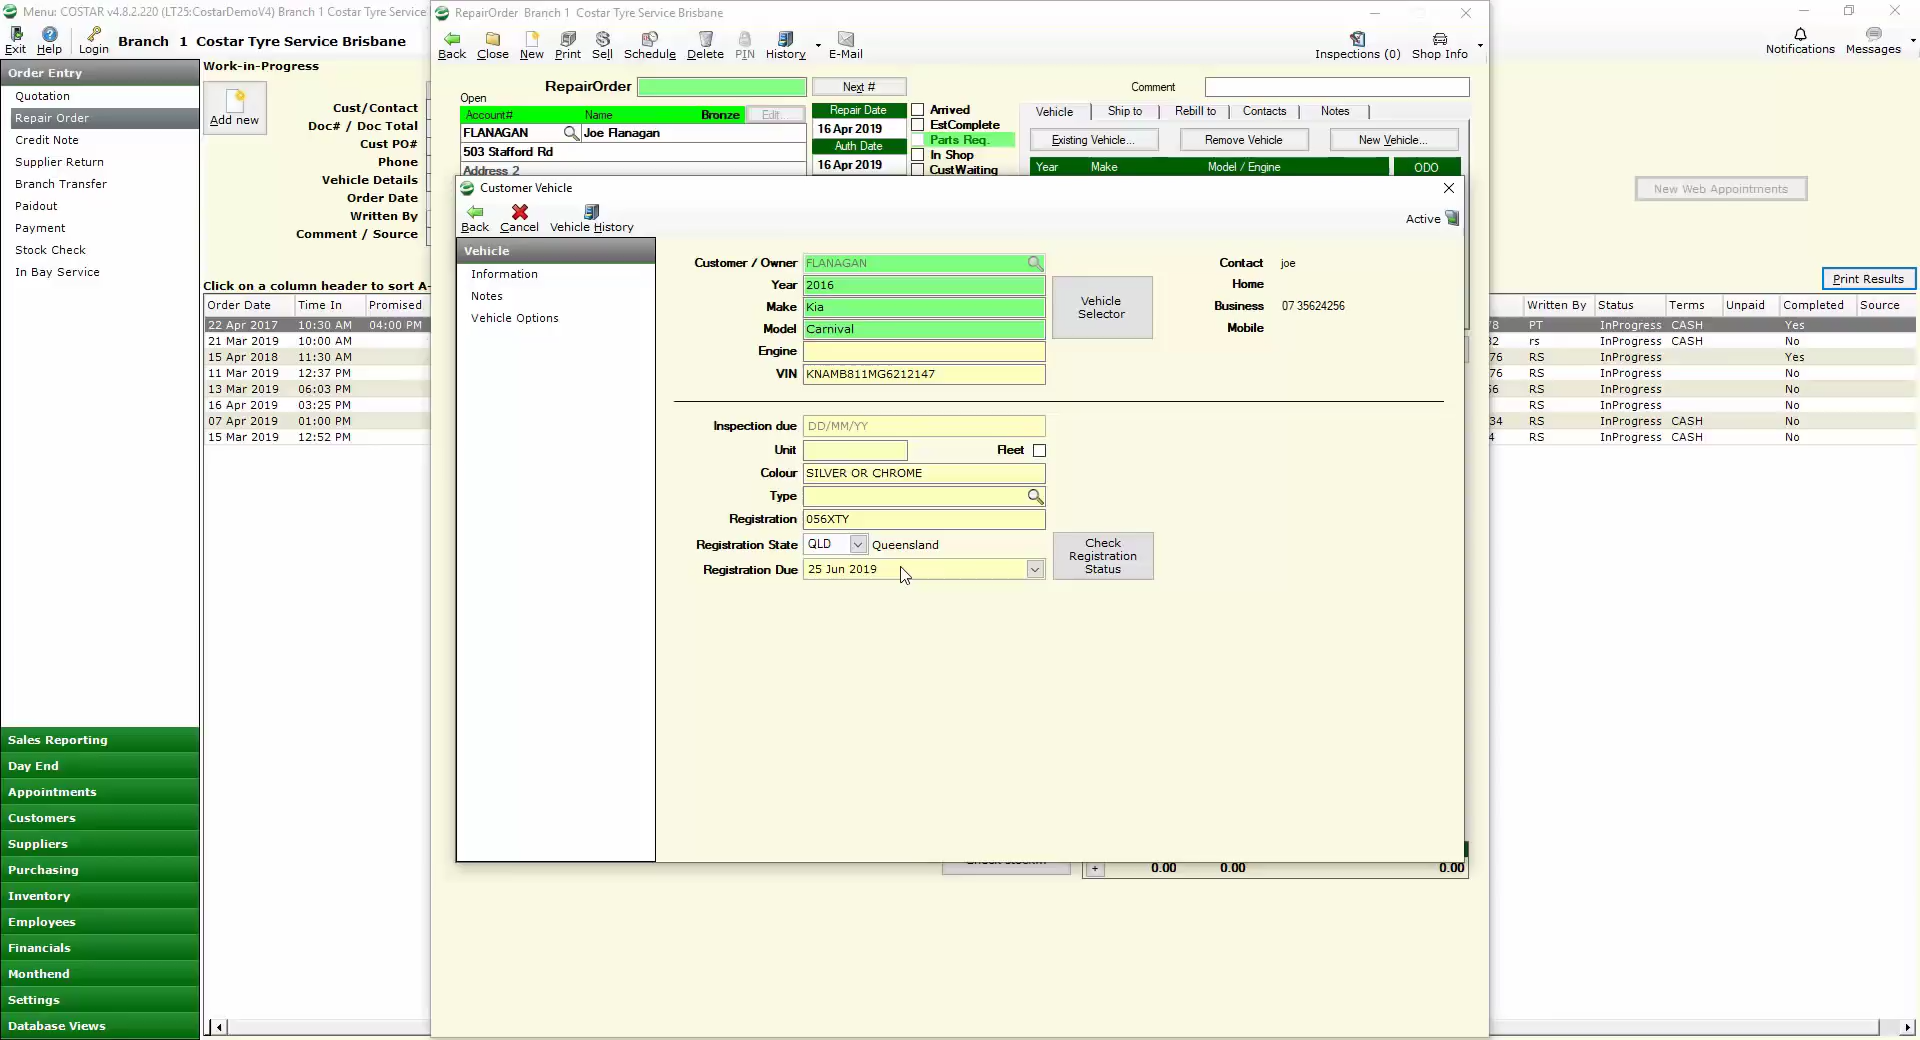 Menu: COSTAR v4.8.2.220 (LT25:CostarDemoV4) Branch 1 Costar Tyre Service
Exit Help Login Branch 1 Costar Tyre Service Brisbane
Notifications Messages
Order Entry
Quotation
Repair Order
Credit Note
Supplier Return
Branch Transfer
Paidout
Payment
Stock Check
In Bay Service
Sales Reporting
Day End
Appointments
Customers
Suppliers
Purchasing
Inventory
Employees
Financials
Monthend
Settings
Database Views
Work-in-Progress
Add new
Cust/Contact
Doc# / Doc Total
Cust PO#
Phone
Vehicle Details
Order Date
Written By
Comment / Source
Click on a column header to sort A-
Order Date Time In Promised
22 Apr 2017 10:30 AM 04:00 PM
21 Mar 2019 10:00 AM
15 Apr 2018 11:30 AM
11 Mar 2019 12:37 PM
13 Mar 2019 06:03 PM
16 Apr 2019 03:25 PM
07 Apr 2019 01:00 PM
15 Mar 2019 12:52 PM
RepairOrder Branch 1 Costar Tyre Service Brisbane
Back Close New Print Sell Schedule Delete PIN History E-Mail
Inspections (0) Shop Info
RepairOrder Next #
Comment
Open
Account# Name Bronze Edit...
FLANAGAN Joe Flanagan
503 Stafford Rd
Address 2
Repair Date
16 Apr 2019
Auth Date
16 Apr 2019
Arrived
EstComplete
Parts Req.
In Shop
CustWaiting
Vehicle Ship to Rebill to Contacts Notes
Existing Vehicle... Remove Vehicle New Vehicle...
Year Make Model / Engine ODO
Customer Vehicle
Back Cancel Vehicle History
Active
Vehicle
Information
Notes
Vehicle Options
Customer / Owner FLANAGAN
Year 2016
Make Kia
Model Carnival
Engine
VIN KNAMB811MG6212147
Vehicle
Selector
Contact joe
Home
Business 07 35624256
Mobile
Inspection due DD/MM/YY
Unit Fleet
Colour SILVER OR CHROME
Type
Registration 056XTY
Registration State QLD Queensland
Registration Due 25 Jun 2019
Check
Registration
Status
+ 0.00 0.00 0.00
New Web Appointments
Print Results
Written By Status Terms Unpaid Completed Source
78 PT InProgress CASH Yes
32 rs InProgress CASH No
76 RS InProgress Yes
76 RS InProgress No
56 RS InProgress No
RS InProgress No
34 RS InProgress CASH No
4 RS InProgress CASH No